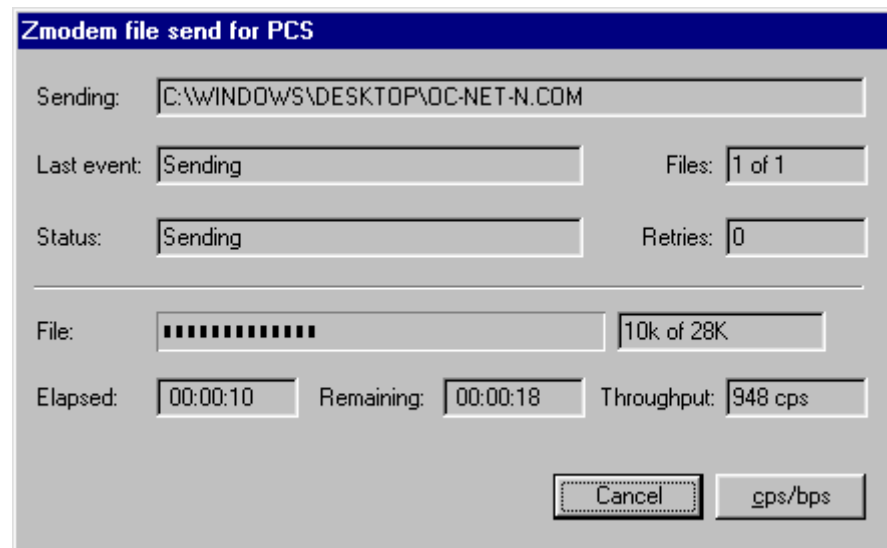 Zmodem file send for PCS
Sending: C:\WINDOWS\DESKTOP\OC-NET-N.COM
Last event: Sending Files: 1 of 1
Status: Sending Retries: 0
File: 10k of 28K
Elapsed: 00:00:10 Remaining: 00:00:18 Throughput: 948 cps
Cancel cps/bps